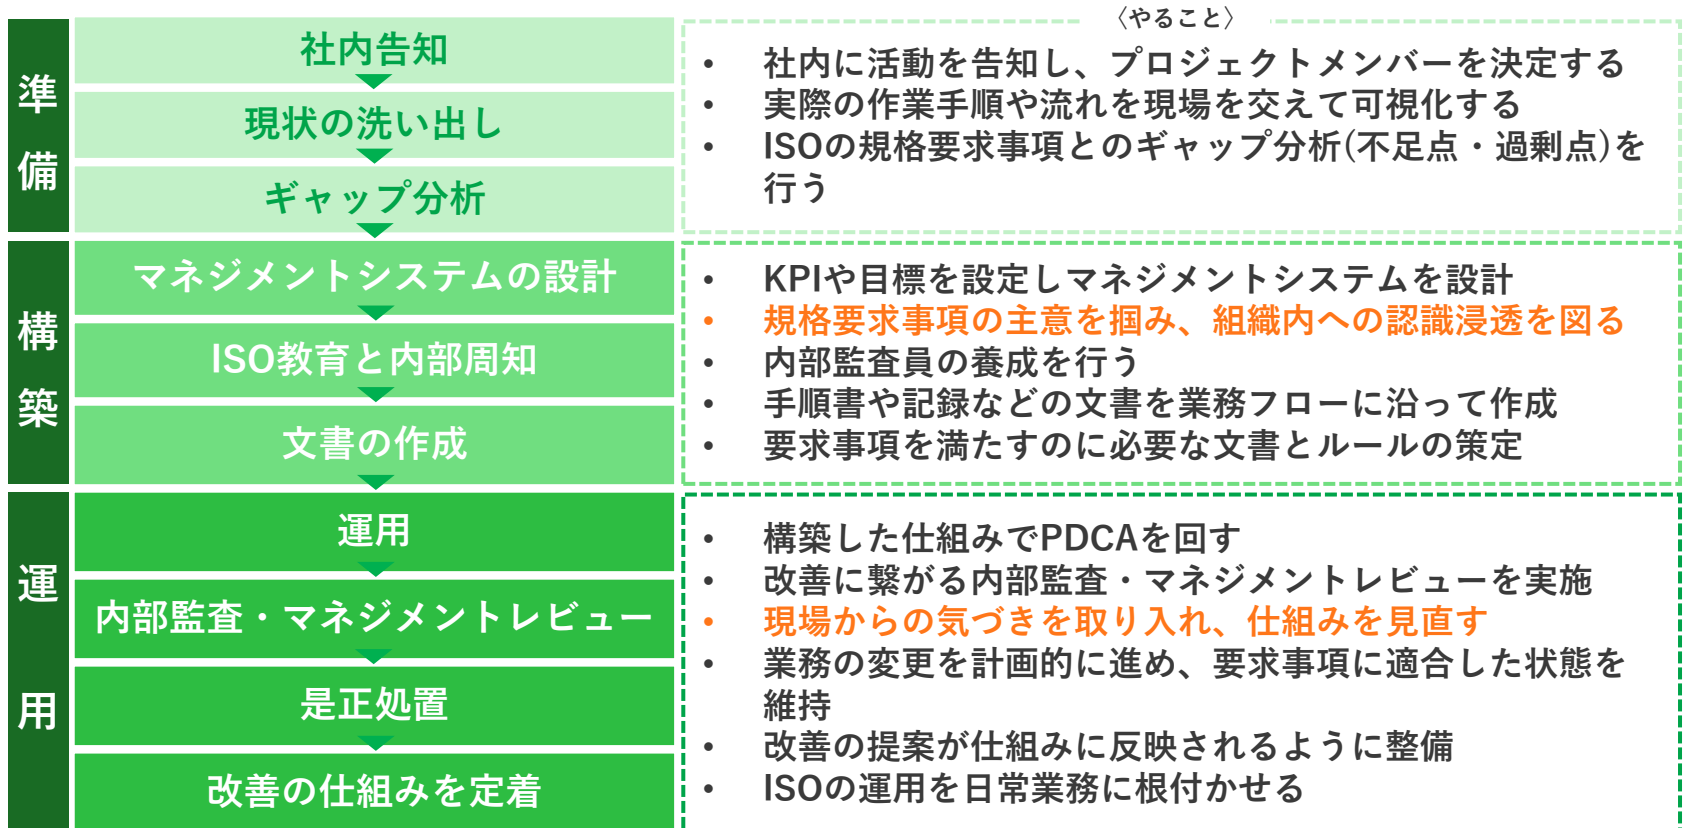 〈やること〉
準備
社内告知
現状の洗い出し
ギャップ分析
• 社内に活動を告知し、プロジェクトメンバーを決定する
• 実際の作業手順や流れを現場を交えて可視化する
• ISOの規格要求事項とのギャップ分析(不足点・過剰点)を
行う
構築
マネジメントシステムの設計
ISO教育と内部周知
文書の作成
• KPIや目標を設定しマネジメントシステムを設計
• 規格要求事項の主意を掴み、組織内への認識浸透を図る
• 内部監査員の養成を行う
• 手順書や記録などの文書を業務フローに沿って作成
• 要求事項を満たすのに必要な文書とルールの策定
運用
運用
内部監査・マネジメントレビュー
是正処置
改善の仕組みを定着
• 構築した仕組みでPDCAを回す
• 改善に繋がる内部監査・マネジメントレビューを実施
• 現場からの気づきを取り入れ、仕組みを見直す
• 業務の変更を計画的に進め、要求事項に適合した状態を
維持
• 改善の提案が仕組みに反映されるように整備
• ISOの運用を日常業務に根付かせる